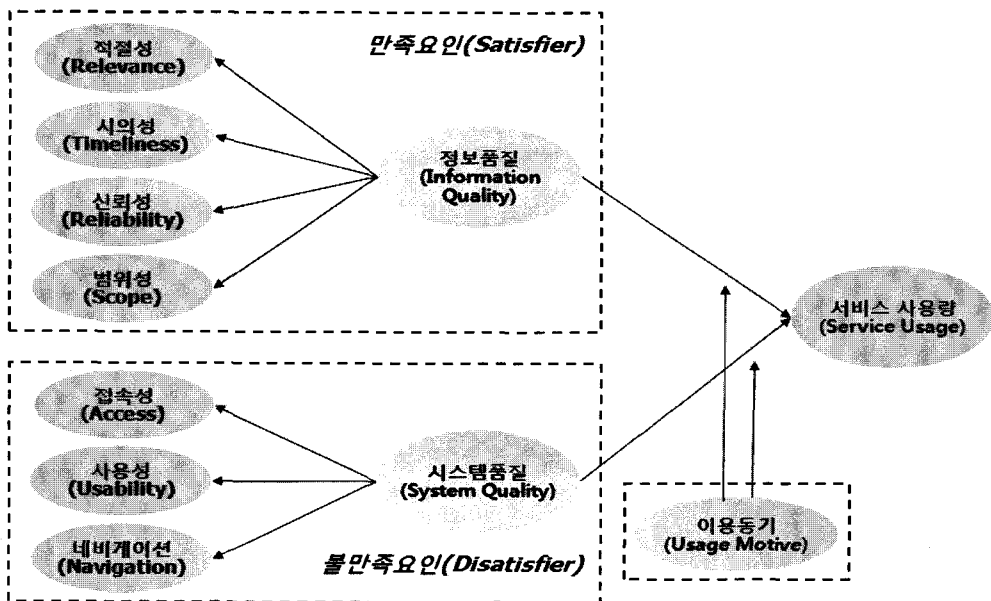 만족요인(Satisfier)
적절성
(Relevance)
시의성
(Timeliness)
신뢰성
(Reliability)
범위성
(Scope)
정보품질
(Information
Quality)
서비스 사용량
(Service Usage)
접속성
(Access)
사용성
(Usability)
네비게이션
(Navigation)
시스템품질
(System Quality)
불만족요인(Disatisfier)
이용동기
(Usage Motive)